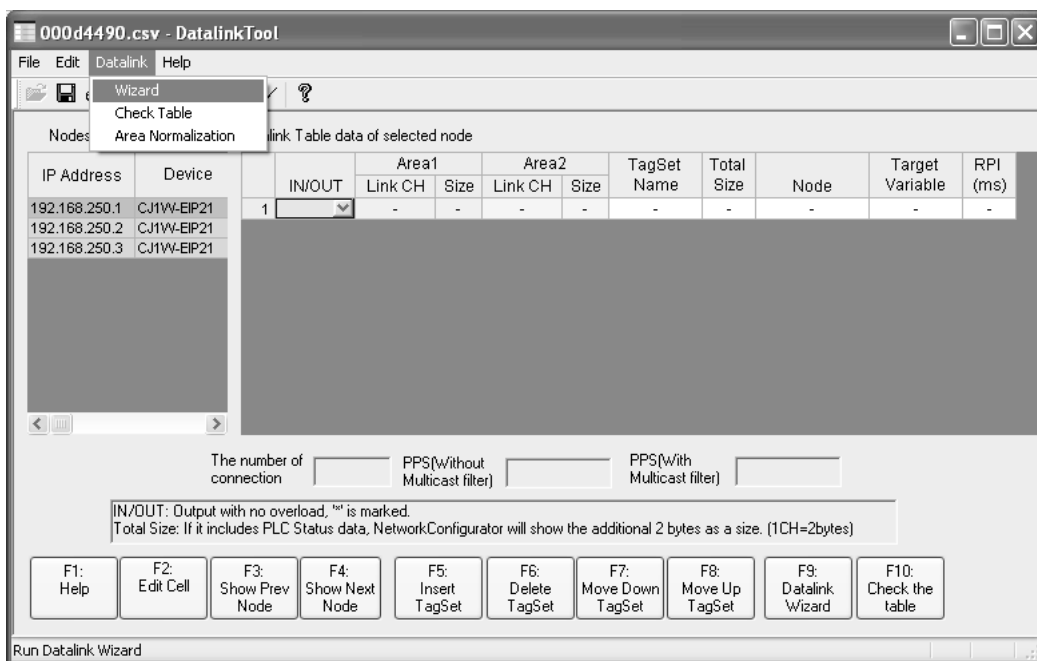 000d4490.csv - DatalinkTool
File Edit Datalink Help
Wizard
Check Table
Area Normalization
Nodes
link Table data of selected node
IP Address Device
IN/OUT Area1 Area2 TagSet Name Total Size Node Target Variable RPI (ms)
Link CH Size Link CH Size
192.168.250.1 CJ1W-EIP21 1 - - - - - - - - -
192.168.250.2 CJ1W-EIP21
192.168.250.3 CJ1W-EIP21
The number of connection
PPS(Without Multicast filter)
PPS(With Multicast filter)
IN/OUT: Output with no overload, '*' is marked.
Total Size: If it includes PLC Status data, NetworkConfigurator will show the additional 2 bytes as a size. (1CH=2bytes)
F1: Help
F2: Edit Cell
F3: Show Prev Node
F4: Show Next Node
F5: Insert TagSet
F6: Delete TagSet
F7: Move Down TagSet
F8: Move Up TagSet
F9: Datalink Wizard
F10: Check the table
Run Datalink Wizard